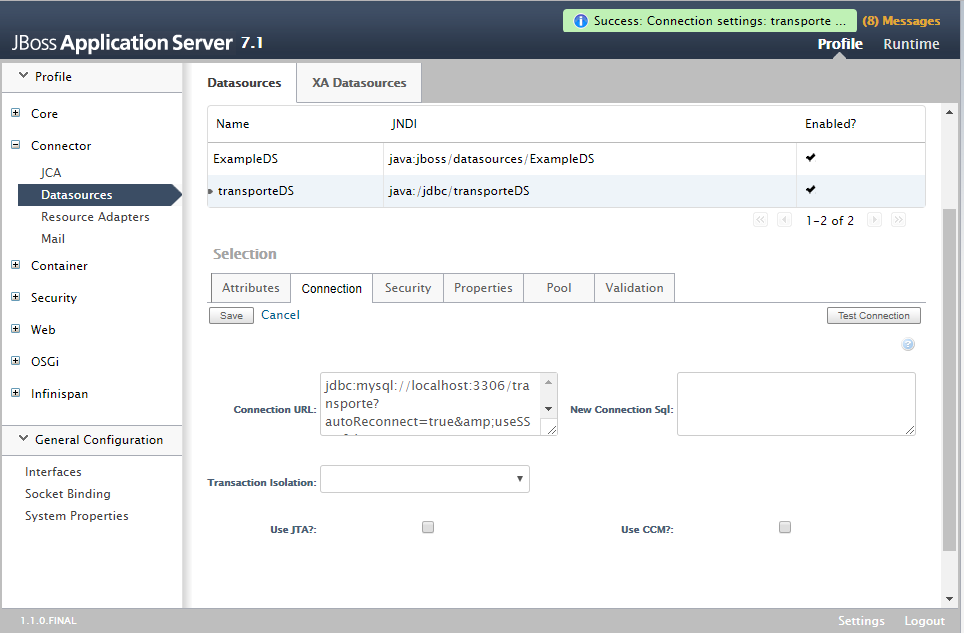 Success: Connection settings: transporte ...
(8) Messages
JBoss Application Server 7.1
Profile Runtime
Profile
Core
Connector
JCA
Datasources
Resource Adapters
Mail
Container
Security
Web
OSGi
Infinispan
General Configuration
Interfaces
Socket Binding
System Properties
Datasources XA Datasources
Name JNDI Enabled?
ExampleDS java:jboss/datasources/ExampleDS
transporteDS java:/jdbc/transporteDS
1-2 of 2
Selection
Attributes Connection Security Properties Pool Validation
Save Cancel Test Connection
Connection URL:
jdbc:mysql://localhost:3306/tra
nsporte?
autoReconnect=true&amp;useSS
New Connection Sql:
Transaction Isolation:
Use JTA?: Use CCM?:
1.1.0.FINAL
Settings Logout